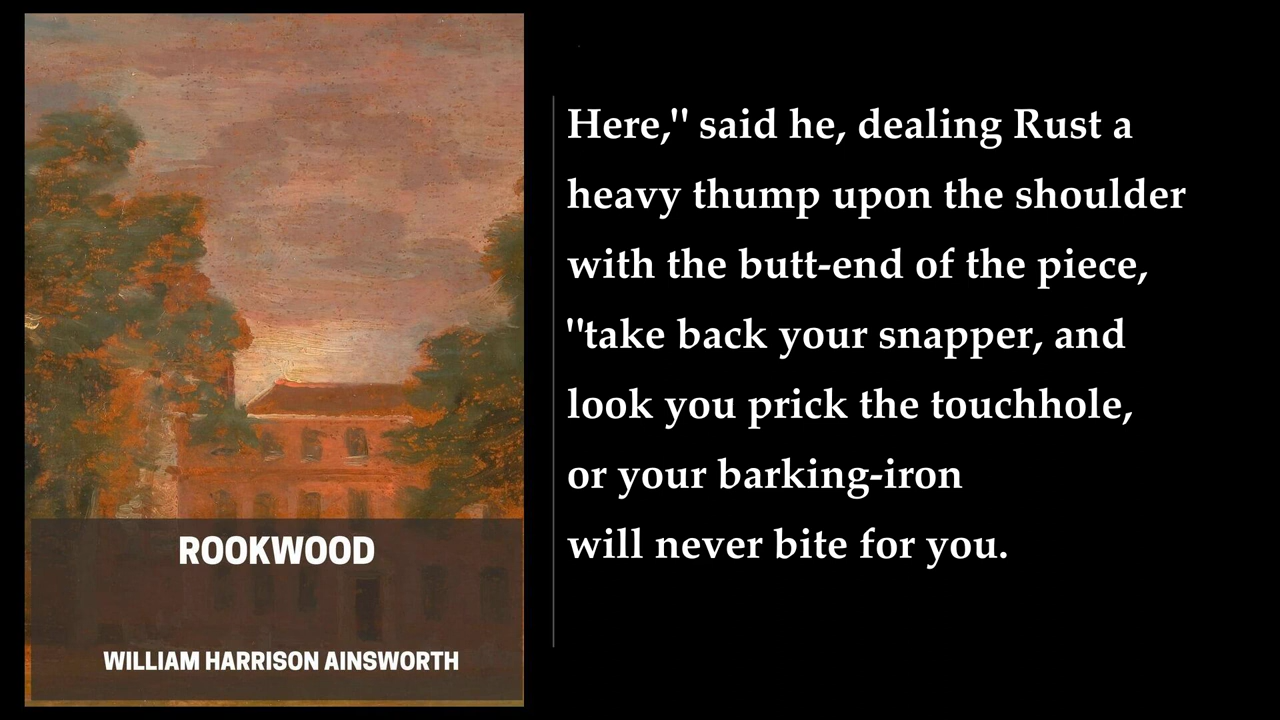 Here," said he, dealing Rust a
heavy thump upon the shoulder
with the butt-end of the piece,
"take back your snapper, and
look you prick the touchhole,
or your barking-iron
will never bite for you.
ROOKWOOD
WILLIAM HARRISON AINSWORTH